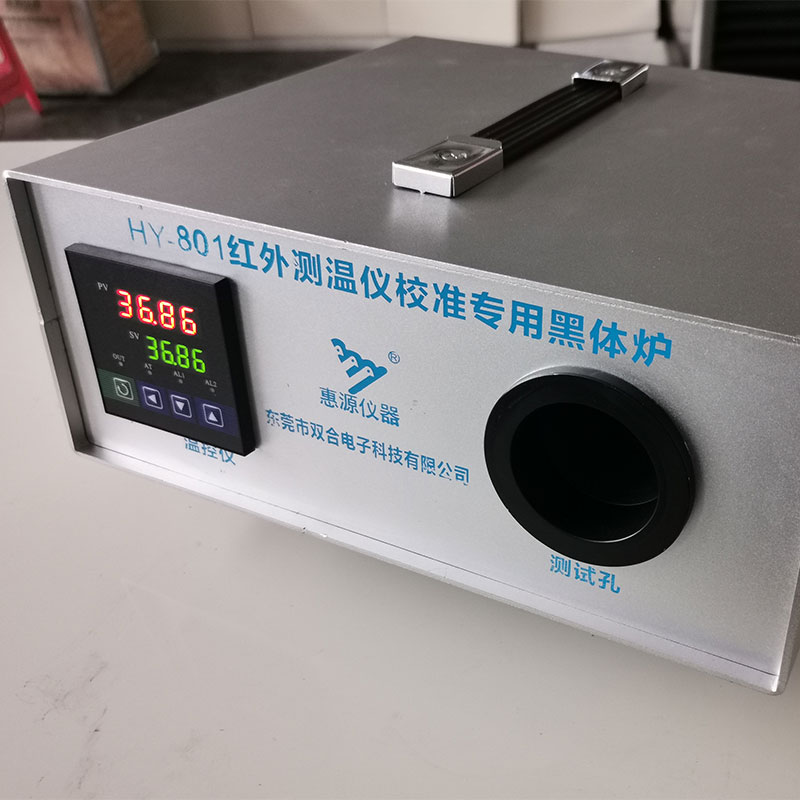 HY-801红外测温仪校准专用黑体炉
PV
36.86
SV
36.86
OUT AT AL1 AL2
温控仪
®
惠源仪器
东莞市双合电子科技有限公司
测试孔